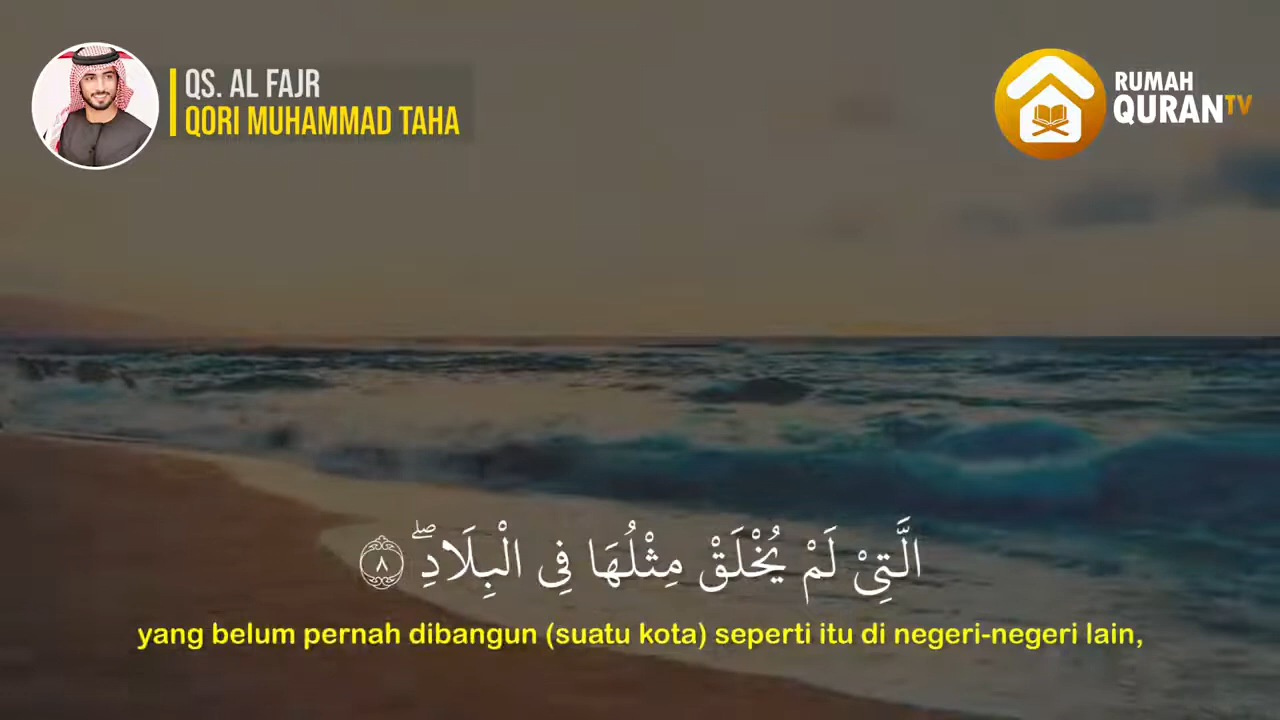 QS. AL FAJR
QORI MUHAMMAD TAHA
RUMAH
QURANTV
الَّتِيْ لَمْ يُخْلَقْ مِثْلُهَا فِى الْبِلَادِۖ ٨
yang belum pernah dibangun (suatu kota) seperti itu di negeri-negeri lain,